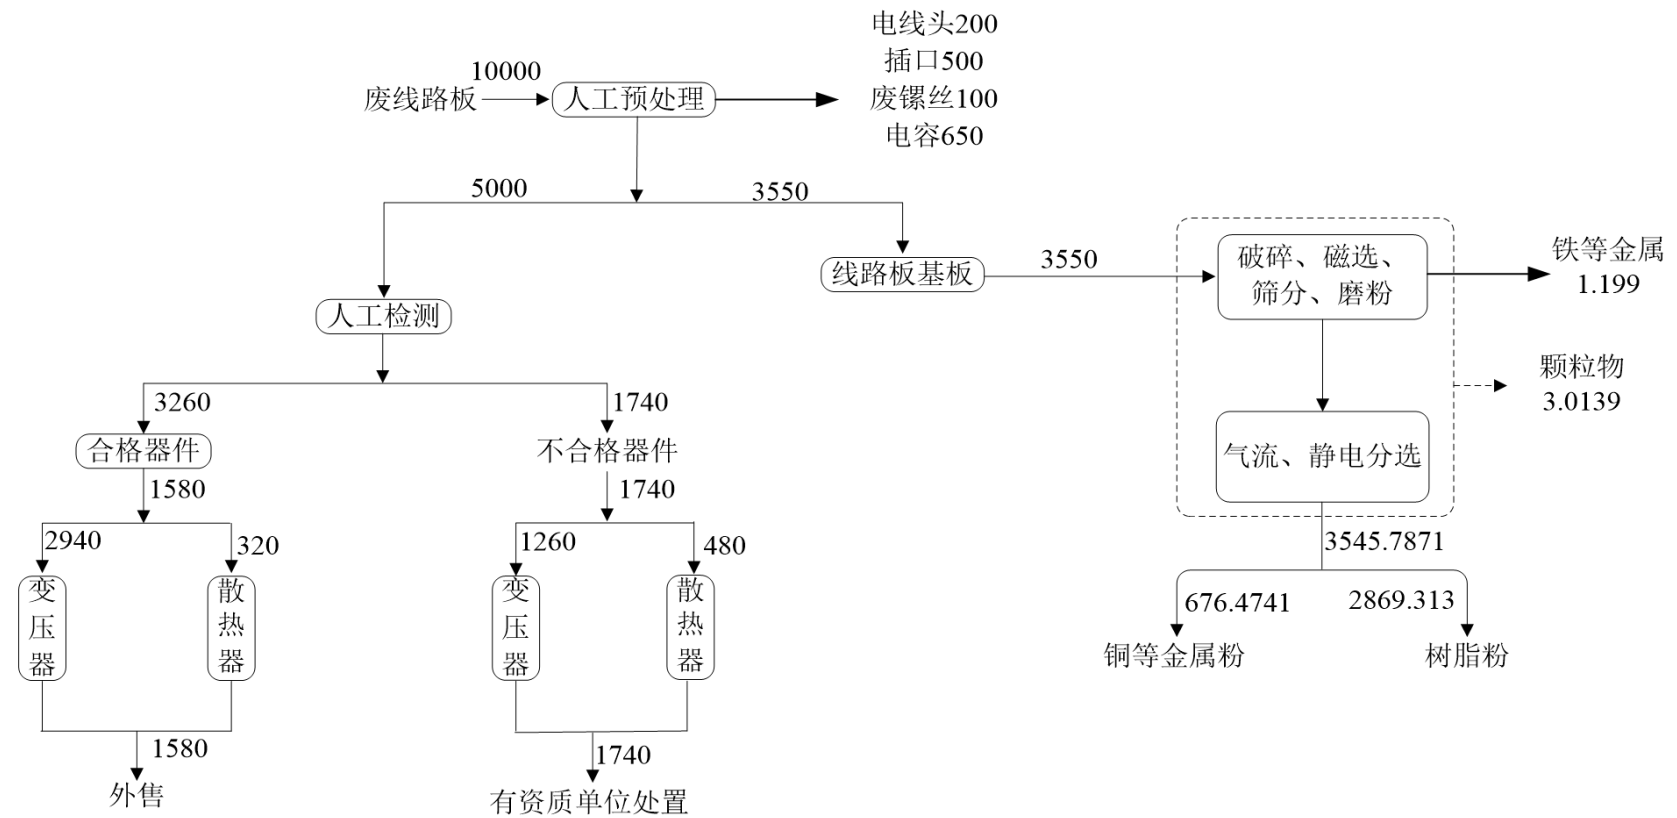 电线头200
插口500
废镙丝100
电容650
10000
废线路板
人工预处理
5000
3550
线路板基板
3550
破碎、磁选、
筛分、磨粉
铁等金属
1.199
颗粒物
3.0139
气流、静电分选
3545.7871
676.4741
2869.313
铜等金属粉
树脂粉
人工检测
3260
1740
合格器件
不合格器件
1580
1740
2940
320
1260
480
变
压
器
散
热
器
变
压
器
散
热
器
1580
1740
外售
有资质单位处置